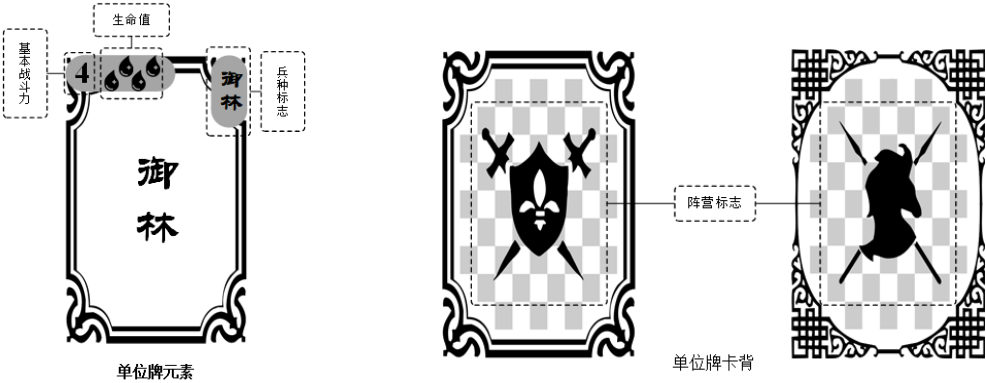 生命值
基本战斗力
4
御林
兵种标志
御
林
阵营标志
单位牌元素
单位牌卡背